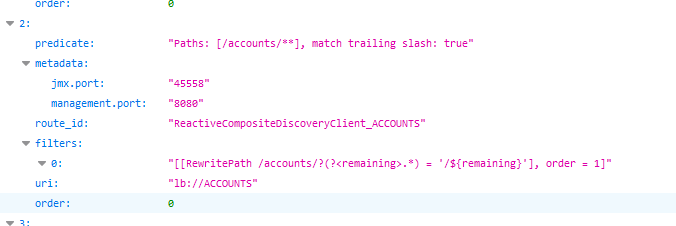 order: 0
2:
predicate: "Paths: [/accounts/**], match trailing slash: true"
metadata:
jmx.port: "45558"
management.port: "8080"
route_id: "ReactiveCompositeDiscoveryClient_ACCOUNTS"
filters:
0: "[[RewritePath /accounts/?(?<remaining>.*) = '/${remaining}'], order = 1]"
uri: "lb://ACCOUNTS"
order: 0
3: